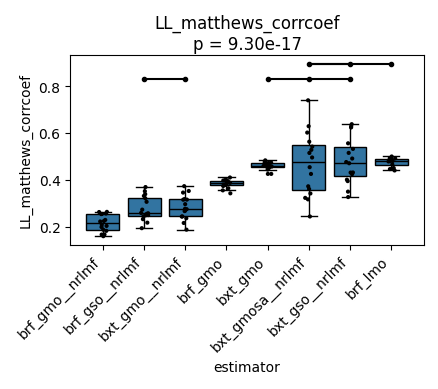 LL_matthews_corrcoef
p = 9.30e-17
LL_matthews_corrcoef
0.8
0.6
0.4
0.2
brf_gmo__nrlmf
brf_gso__nrlmf
bxt_gmo__nrlmf
brf_gmo
bxt_gmo
bxt_gmosa__nrlmf
bxt_gso__nrlmf
brf_lmo
estimator